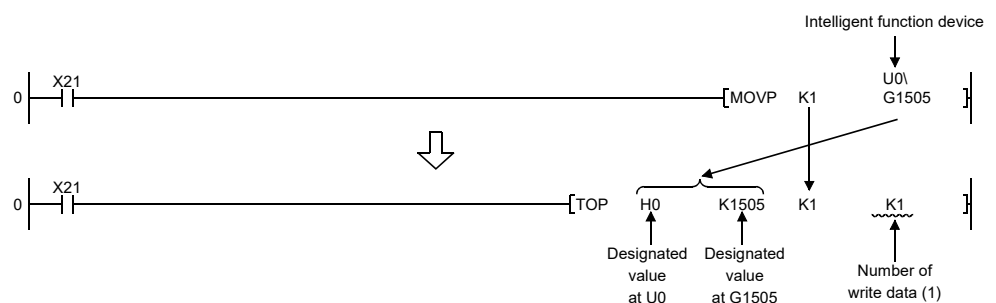 Intelligent function device
X21
U0\
0
MOVP K1 G1505
X21
0
TOP H0 K1505 K1 K1
Designated
value
at U0
Designated
value
at G1505
Number of
write data (1)